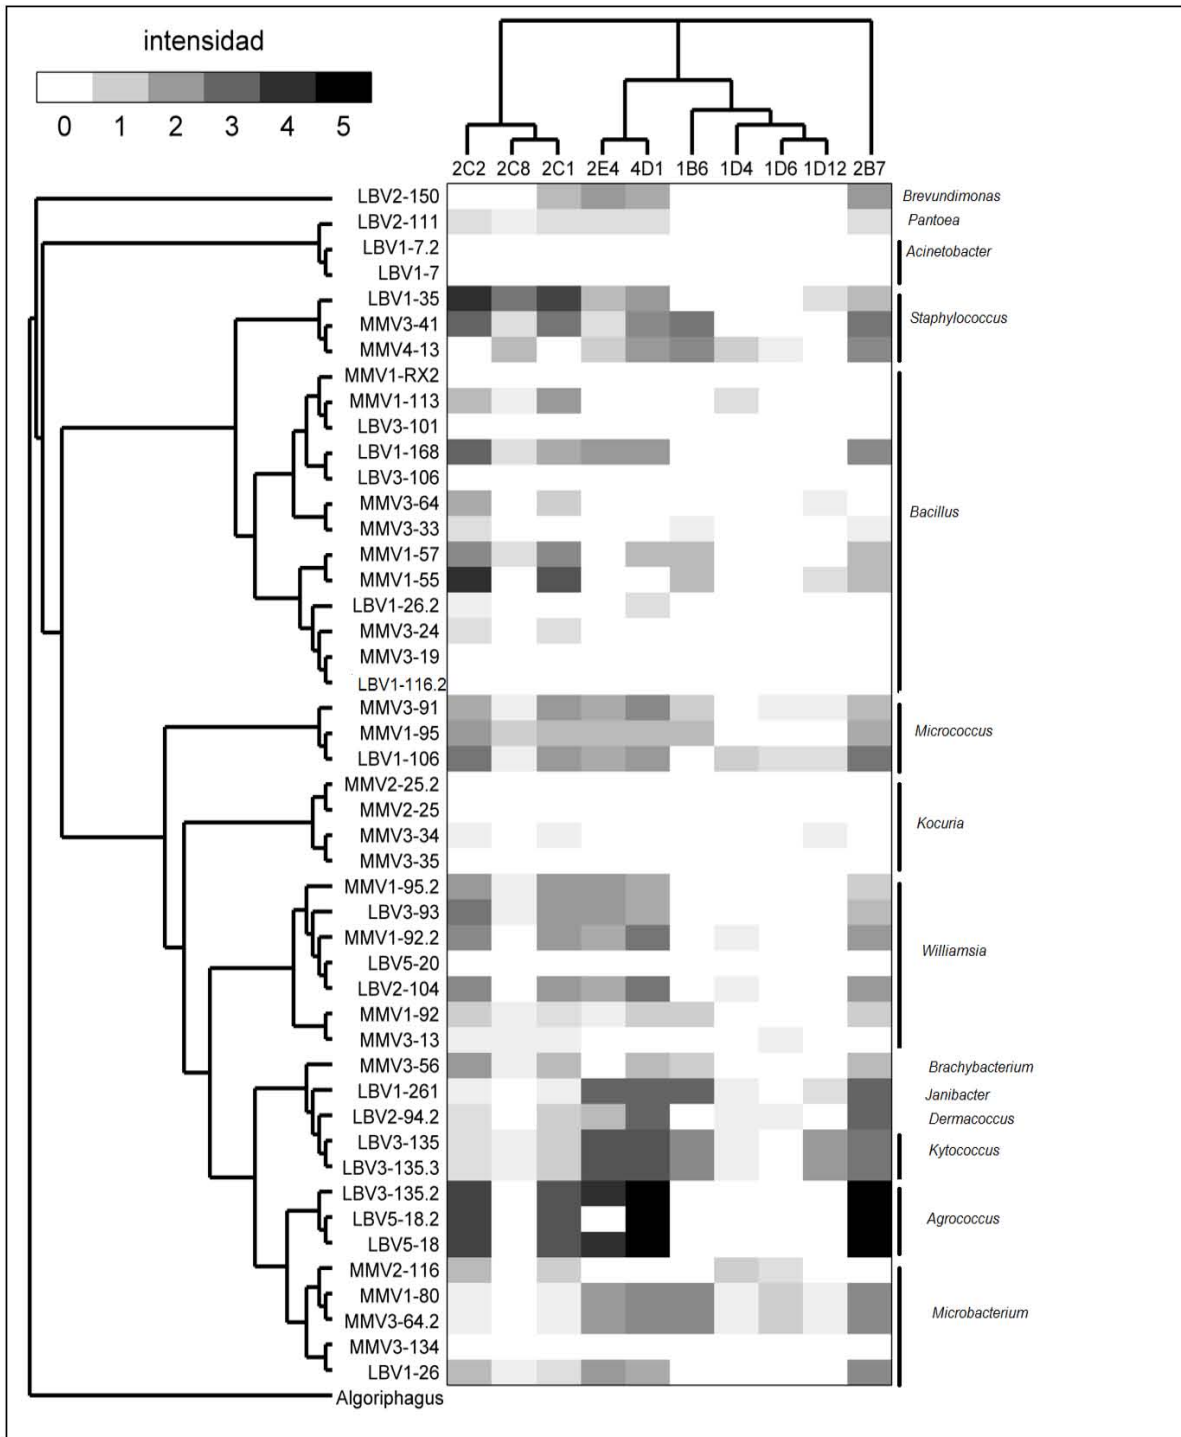 intensidad
0 1 2 3 4 5
2C2 2C8 2C1 2E4 4D1 1B6 1D4 1D6 1D12 2B7
LBV2-150 Brevundimonas
LBV2-111 Pantoea
LBV1-7.2 Acinetobacter
LBV1-7
LBV1-35
MMV3-41 Staphylococcus
MMV4-13
MMV1-RX2
MMV1-113
LBV3-101
LBV1-168
LBV3-106
MMV3-64 Bacillus
MMV3-33
MMV1-57
MMV1-55
LBV1-26.2
MMV3-24
MMV3-19
LBV1-116.2
MMV3-91
MMV1-95 Micrococcus
LBV1-106
MMV2-25.2
MMV2-25 Kocuria
MMV3-34
MMV3-35
MMV1-95.2
LBV3-93
MMV1-92.2 Williamsia
LBV5-20
LBV2-104
MMV1-92
MMV3-13
MMV3-56 Brachybacterium
LBV1-261 Janibacter
LBV2-94.2 Dermacoccus
LBV3-135 Kytococcus
LBV3-135.3
LBV3-135.2
LBV5-18.2 Agrococcus
LBV5-18
MMV2-116
MMV1-80 Microbacterium
MMV3-64.2
MMV3-134
LBV1-26
Algoriphagus